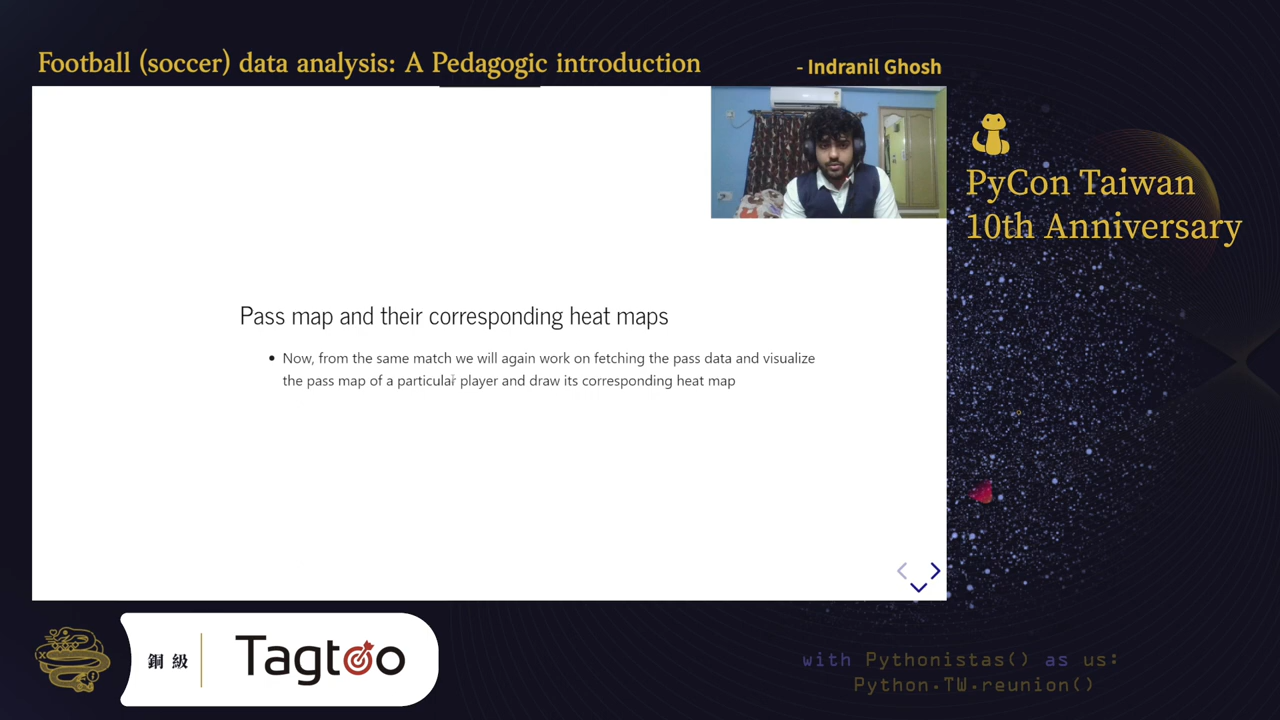 Football (soccer) data analysis: A Pedagogic introduction
- Indranil Ghosh
PyCon Taiwan
10th Anniversary
Pass map and their corresponding heat maps
• Now, from the same match we will again work on fetching the pass data and visualize
the pass map of a particular player and draw its corresponding heat map
銅級
Tagtoo
with Pythonistas() as us:
Python.TW.reunion()